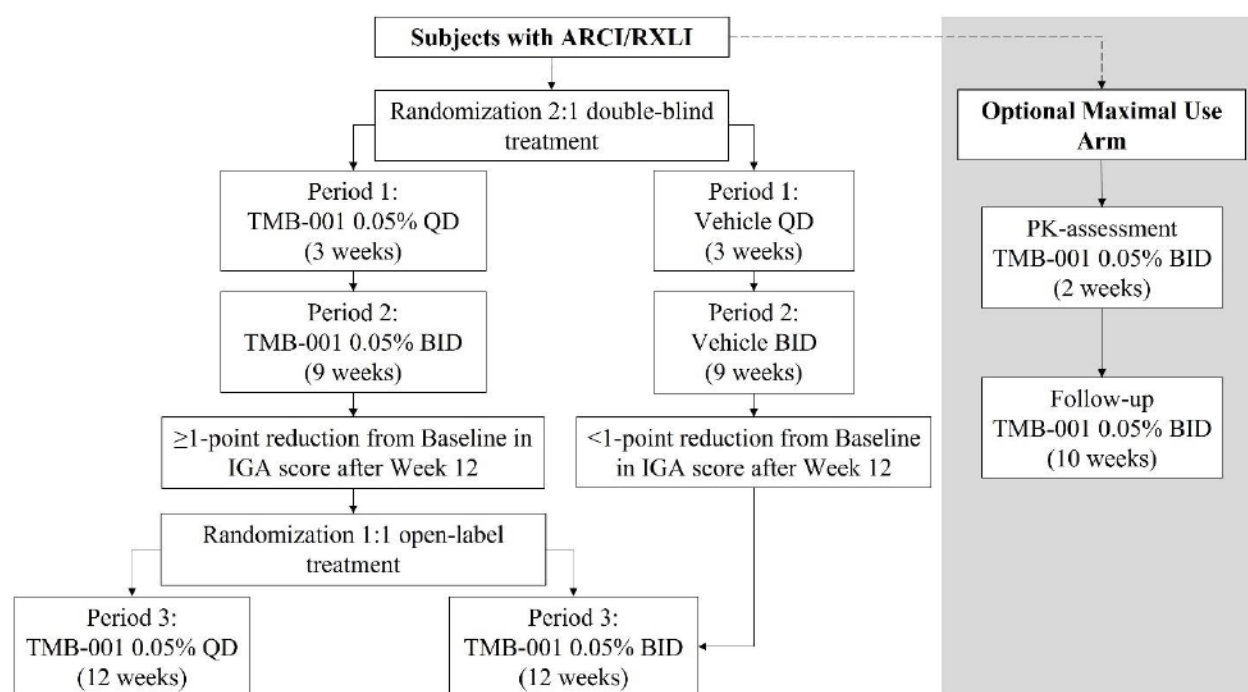 Subjects with ARCI/RXLI
Randomization 2:1 double-blind
treatment
Period 1:
TMB-001 0.05% QD
(3 weeks)
Period 1:
Vehicle QD
(3 weeks)
Period 2:
TMB-001 0.05% BID
(9 weeks)
Period 2:
Vehicle BID
(9 weeks)
≥1-point reduction from Baseline in
IGA score after Week 12
<1-point reduction from Baseline
in IGA score after Week 12
Randomization 1:1 open-label
treatment
Period 3:
TMB-001 0.05% QD
(12 weeks)
Period 3:
TMB-001 0.05% BID
(12 weeks)
Optional Maximal Use
Arm
PK-assessment
TMB-001 0.05% BID
(2 weeks)
Follow-up
TMB-001 0.05% BID
(10 weeks)